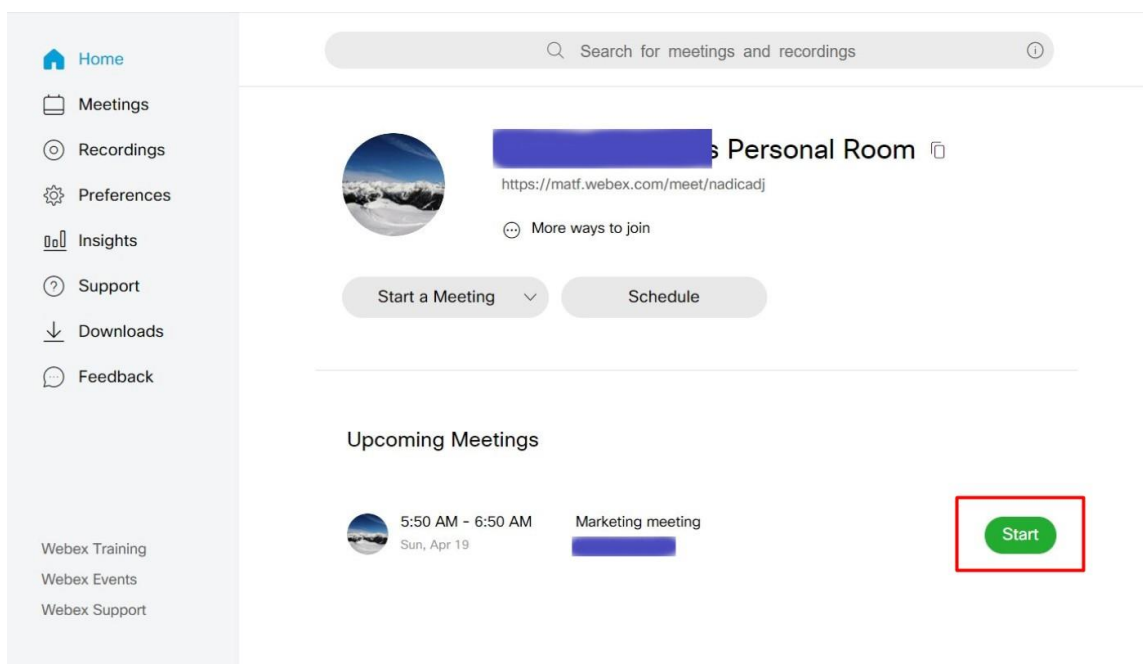 Home
Meetings
Recordings
Preferences
Insights
Support
Downloads
Feedback
Webex Training
Webex Events
Webex Support
Search for meetings and recordings
s Personal Room
https://matf.webex.com/meet/nadicadj
More ways to join
Start a Meeting
Schedule
Upcoming Meetings
5:50 AM - 6:50 AM
Sun, Apr 19
Marketing meeting
Start